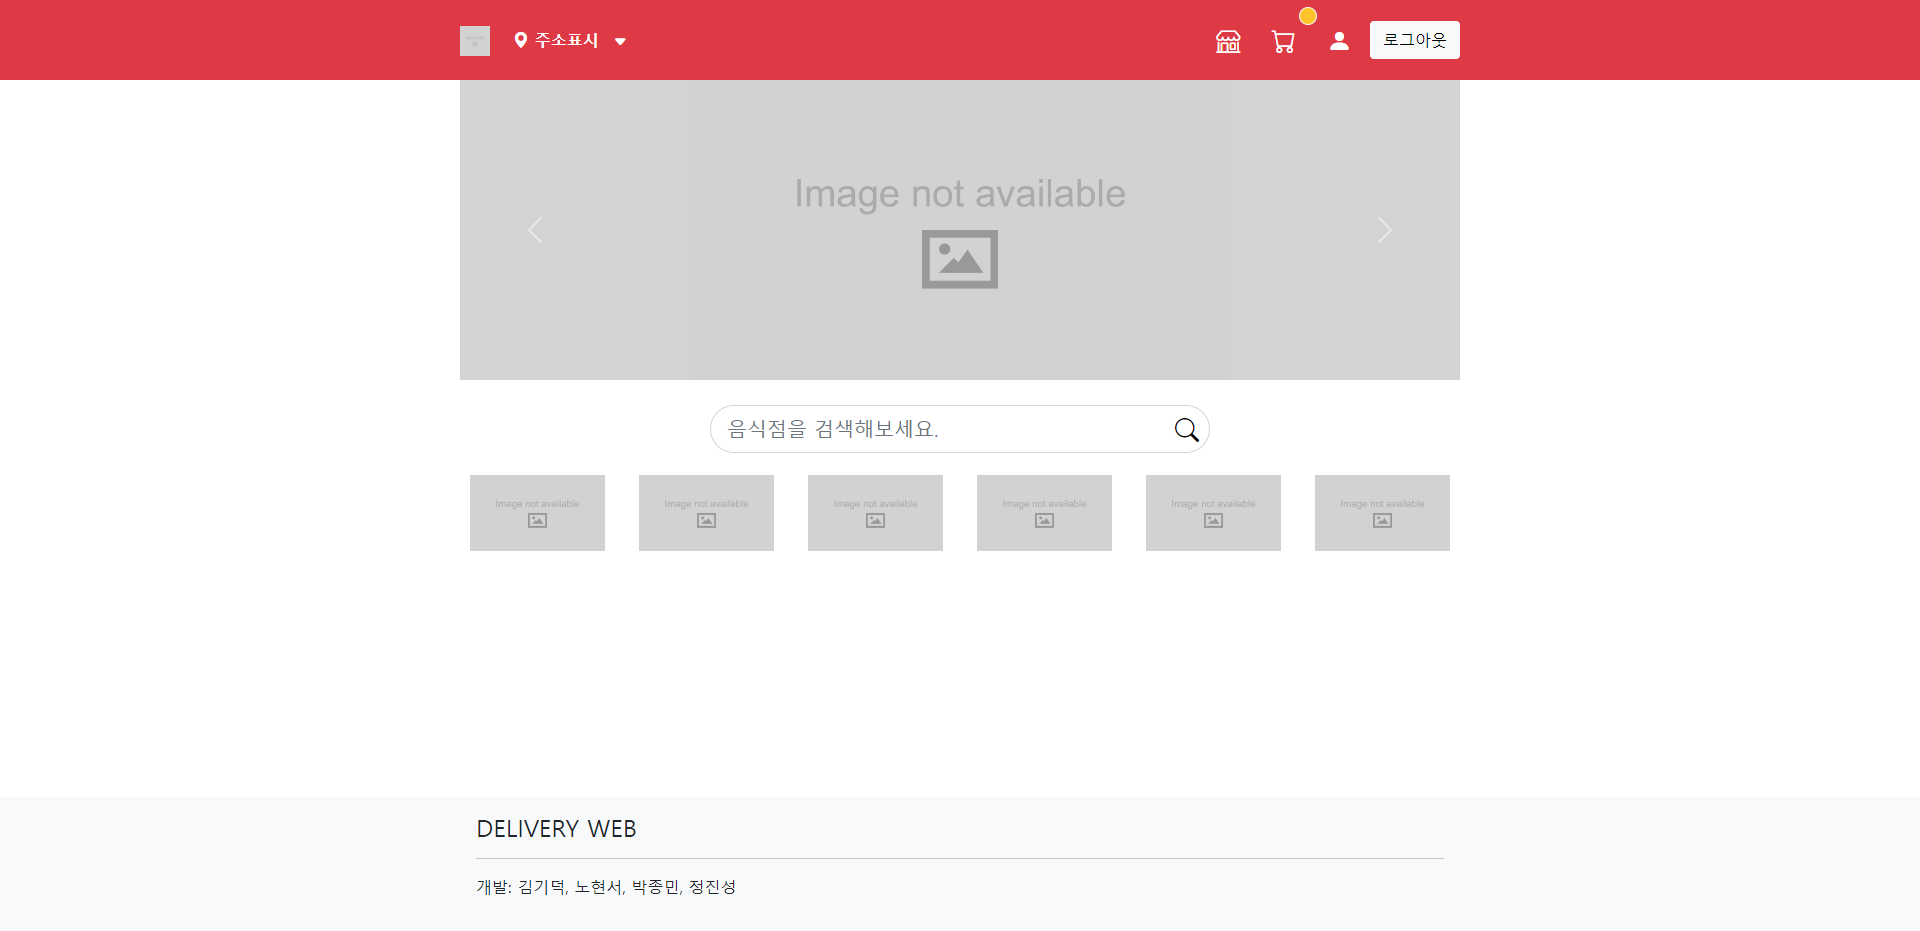 주소표시
로그아웃
Image not available
음식점을 검색해보세요.
Image not available
Image not available
Image not available
Image not available
Image not available
Image not available
DELIVERY WEB
개발: 김기덕, 노현서, 박종민, 정진성